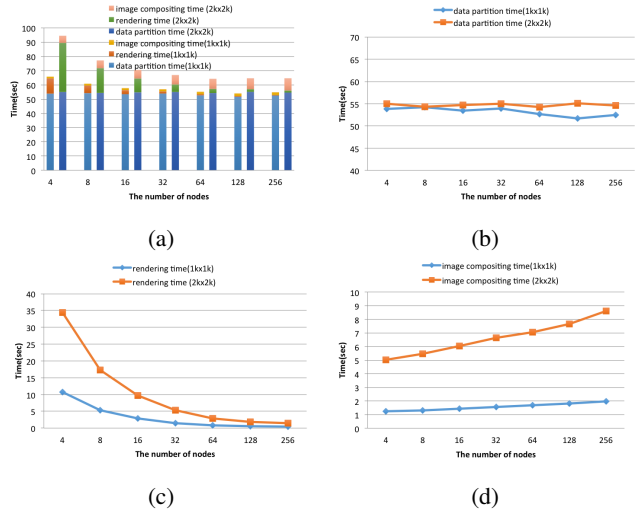 image compositing time (2kx2k)
rendering time (2kx2k)
data partition time (2kx2k)
image compositing time(1kx1k)
rendering time(1kx1k)
data partition time(1kx1k)
100
90
80
70
60
50
40
30
20
10
0
Time(sec)
4 8 16 32 64 128 256
The number of nodes
(a)
data partition time(1kx1k)
data partition time (2kx2k)
70
65
60
55
50
45
40
Time(sec)
4 8 16 32 64 128 256
The number of nodes
(b)
rendering time(1kx1k)
rendering time (2kx2k)
40
35
30
25
20
15
10
5
0
Time(sec)
4 8 16 32 64 128 256
The number of nodes
(c)
image compositing time(1kx1k)
image compositing time (2kx2k)
10
9
8
7
6
5
4
3
2
1
0
Time(sec)
4 8 16 32 64 128 256
The number of nodes
(d)